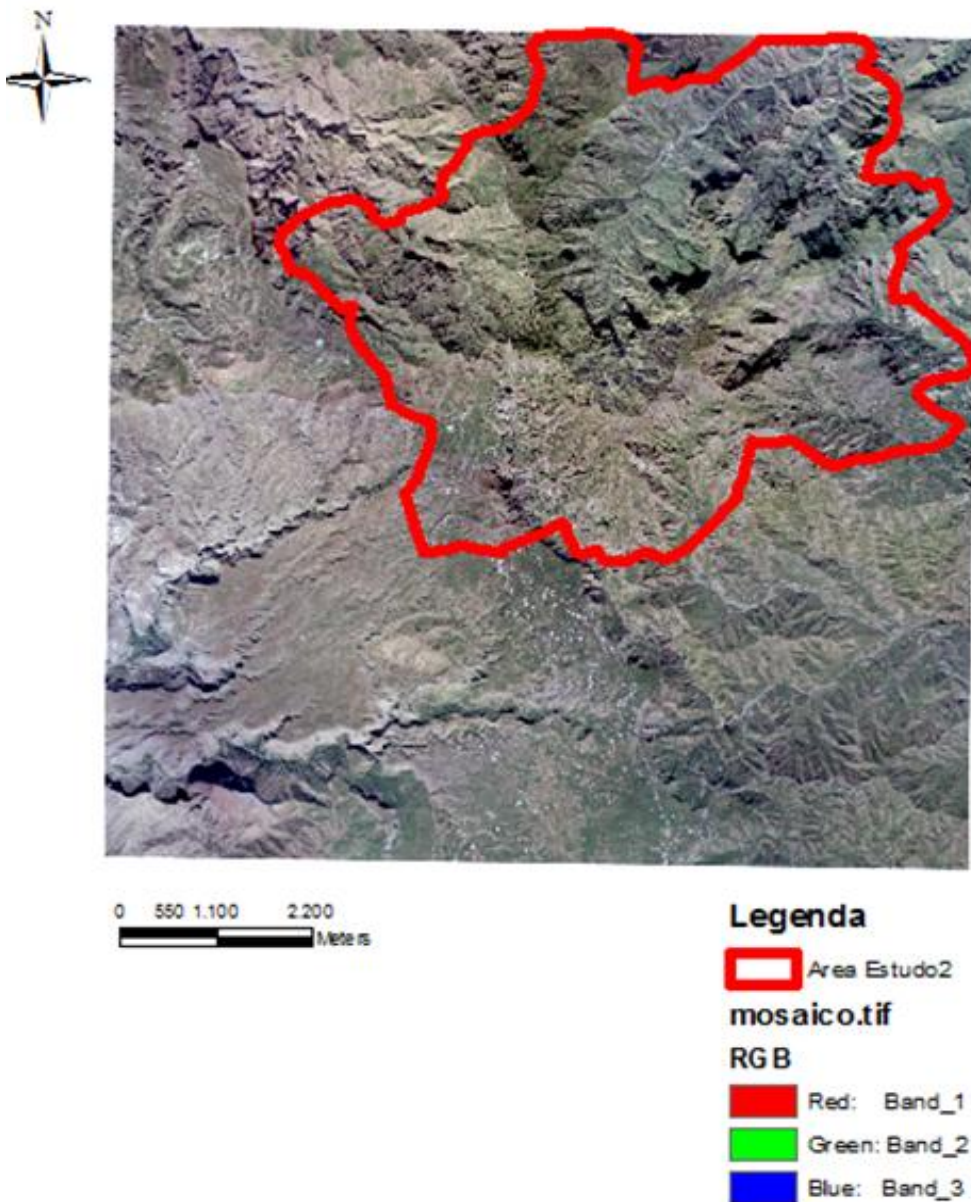 N
0 550 1.100 2.200
Meters
Legenda
Area Estudo2
mosaico.tif
RGB
Red: Band_1
Green: Band_2
Blue: Band_3